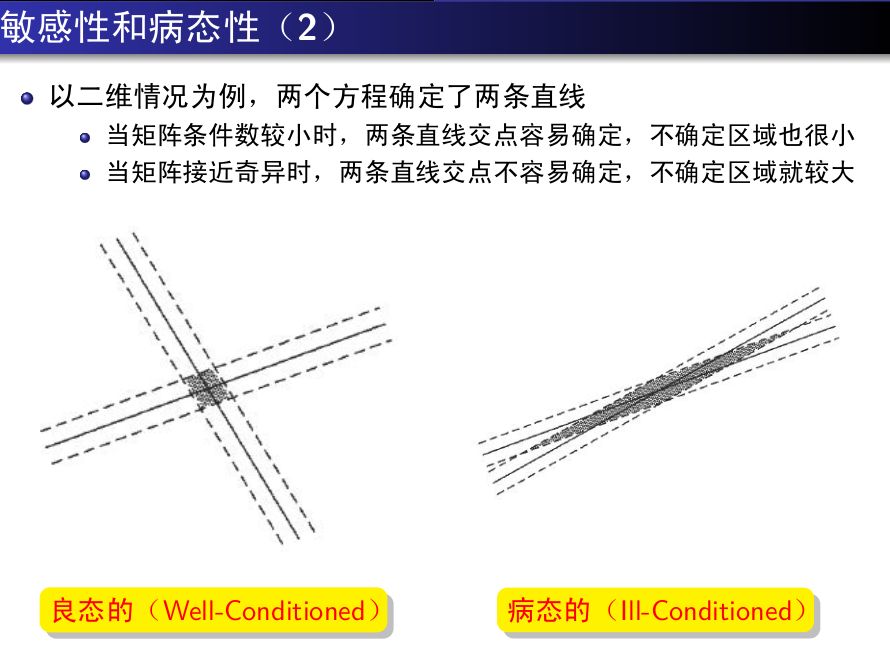 敏感性和病态性（2）
以二维情况为例，两个方程确定了两条直线
当矩阵条件数较小时，两条直线交点容易确定，不确定区域也很小
当矩阵接近奇异时，两条直线交点不容易确定，不确定区域就较大
良态的（Well-Conditioned）
病态的（Ill-Conditioned）